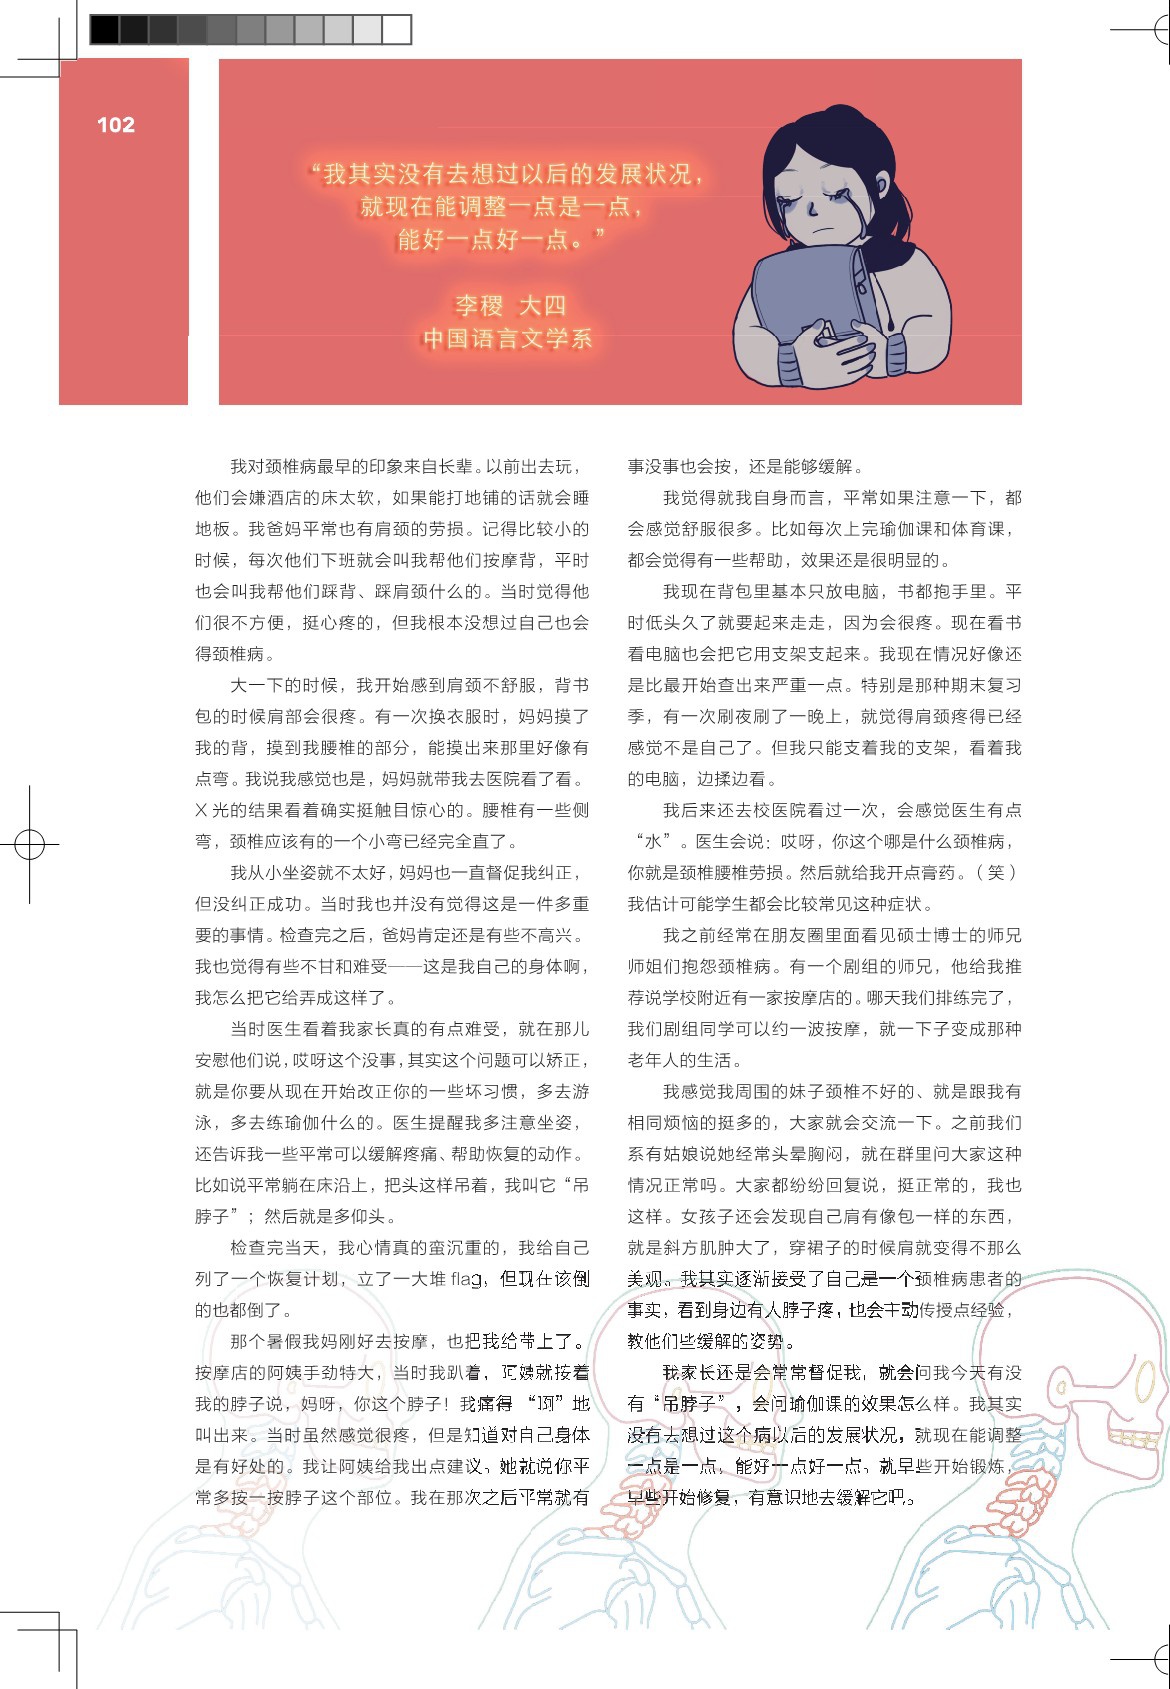 102
“我其实没有去想过以后的发展状况，
就现在能调整一点是一点，
能好一点好一点。”
李稷 大四
中国语言文学系
我对颈椎病最早的印象来自长辈。以前出去玩，
他们会嫌酒店的床太软，如果能打地铺的话就会睡
地板。我爸妈平常也有肩颈的劳损。记得比较小的
时候，每次他们下班就会叫我帮他们按摩背，平时
也会叫我帮他们踩背、踩肩颈什么的。当时觉得他
们很不方便，挺心疼的，但我根本没想过自己也会
得颈椎病。
大一下的时候，我开始感到肩颈不舒服，背书
包的时候肩部会很疼。有一次换衣服时，妈妈摸了
我的背，摸到我腰椎的部分，能摸出来那里好像有
点弯。我说我感觉也是，妈妈就带我去医院看了看。
X 光的结果看着确实挺触目惊心的。腰椎有一些侧
弯，颈椎应该有的一个小弯已经完全直了。
我从小坐姿就不太好，妈妈也一直督促我纠正，
但没纠正成功。当时我也并没有觉得这是一件多重
要的事情。检查完之后，爸妈肯定还是有些不高兴。
我也觉得有些不甘和难受——这是我自己的身体啊，
我怎么把它给弄成这样了。
当时医生看着我家长真的有点难受，就在那儿
安慰他们说，哎呀这个没事，其实这个问题可以矫正，
就是你要从现在开始改正你的一些坏习惯，多去游
泳，多去练瑜伽什么的。医生提醒我多注意坐姿，
还告诉我一些平常可以缓解疼痛、帮助恢复的动作。
比如说平常躺在床沿上，把头这样吊着，我叫它“吊
脖子”；然后就是多仰头。
检查完当天，我心情真的蛮沉重的，我给自己
列了一个恢复计划，立了一大堆 flag，但现在该倒
的也都倒了。
那个暑假我妈刚好去按摩，也把我给带上了。
按摩店的阿姨手劲特大，当时我趴着，阿姨就按着
我的脖子说，妈呀，你这个脖子！我痛得 “啊”地
叫出来。当时虽然感觉很疼，但是知道对自己身体
是有好处的。我让阿姨给我出点建议。她就说你平
常多按一按脖子这个部位。我在那次之后平常就有
事没事也会按，还是能够缓解。
我觉得就我自身而言，平常如果注意一下，都
会感觉舒服很多。比如每次上完瑜伽课和体育课，
都会觉得有一些帮助，效果还是很明显的。
我现在背包里基本只放电脑，书都抱手里。平
时低头久了就要起来走走，因为会很疼。现在看书
看电脑也会把它用支架支起来。我现在情况好像还
是比最开始查出来严重一点。特别是那种期末复习
季，有一次刷夜刷了一晚上，就觉得肩颈疼得已经
感觉不是自己了。但我只能支着我的支架，看着我
的电脑，边揉边看。
我后来还去校医院看过一次，会感觉医生有点
“水”。医生会说：哎呀，你这个哪是什么颈椎病，
你就是颈椎腰椎劳损。然后就给我开点膏药。（笑）
我估计可能学生都会比较常见这种症状。
我之前经常在朋友圈里面看见硕士博士的师兄
师姐们抱怨颈椎病。有一个剧组的师兄，他给我推
荐说学校附近有一家按摩店的。哪天我们排练完了，
我们剧组同学可以约一波按摩，就一下子变成那种
老年人的生活。
我感觉我周围的妹子颈椎不好的、就是跟我有
相同烦恼的挺多的，大家就会交流一下。之前我们
系有姑娘说她经常头晕胸闷，就在群里问大家这种
情况正常吗。大家都纷纷回复说，挺正常的，我也
这样。女孩子还会发现自己肩有像包一样的东西，
就是斜方肌肿大了，穿裙子的时候肩就变得不那么
美观。我其实逐渐接受了自己是一个颈椎病患者的
事实，看到身边有人脖子疼，也会主动传授点经验，
教他们些缓解的姿势。
我家长还是会常常督促我，就会问我今天有没
有“吊脖子”，会问瑜伽课的效果怎么样。我其实
没有去想过这个病以后的发展状况，就现在能调整
一点是一点，能好一点好一点。就早些开始锻炼，
早些开始修复，有意识地去缓解它吧。